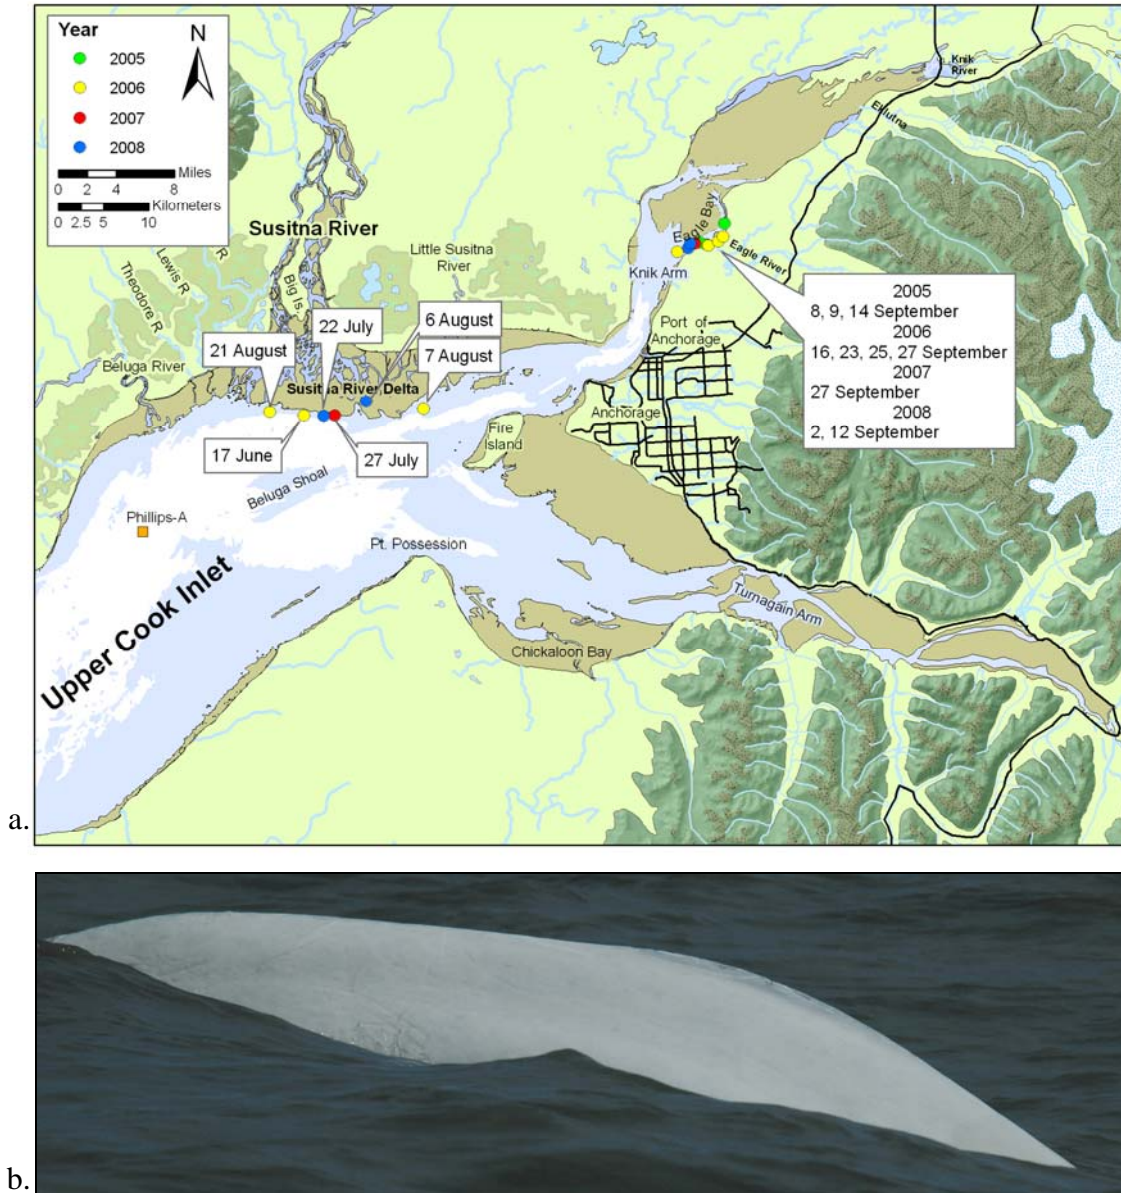 Year
2005
2006
2007
2008
N
0 2 4 8 Miles
0 2.5 5 10 Kilometers
Knik
River
Eklutna
Eagle Bay
Eagle River
Knik Arm
Susitna River
Little Susitna
River
R
Lewis R
Theodore R
Big Is.
Beluga River
21 August
22 July
6 August
7 August
Susitna River Delta
17 June
27 July
Port of
Anchorage
Anchorage
2005
8, 9, 14 September
2006
16, 23, 25, 27 September
2007
27 September
2008
2, 12 September
Fire
Island
Beluga Shoal
Phillips-A
Pt. Possession
Upper Cook Inlet
Turnagain Arm
Chickaloon Bay
a.
b.